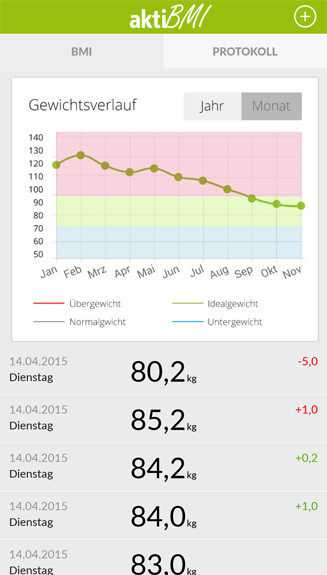 aktiBMI
BMI PROTOKOLL
Gewichtsverlauf Jahr Monat
140
130
120
110
100
90
80
70
60
50
Jan Feb Mrz Apr Mai Jun Jul Aug Sep Okt Nov
Übergewicht Idealgewicht
Normalgwicht Untergewicht
14.04.2015
Dienstag 80,2 kg -5,0
14.04.2015
Dienstag 85,2 kg +1,0
14.04.2015
Dienstag 84,2 kg +0,2
14.04.2015
Dienstag 84,0 kg +1,0
14.04.2015
Dienstag 83,0 kg